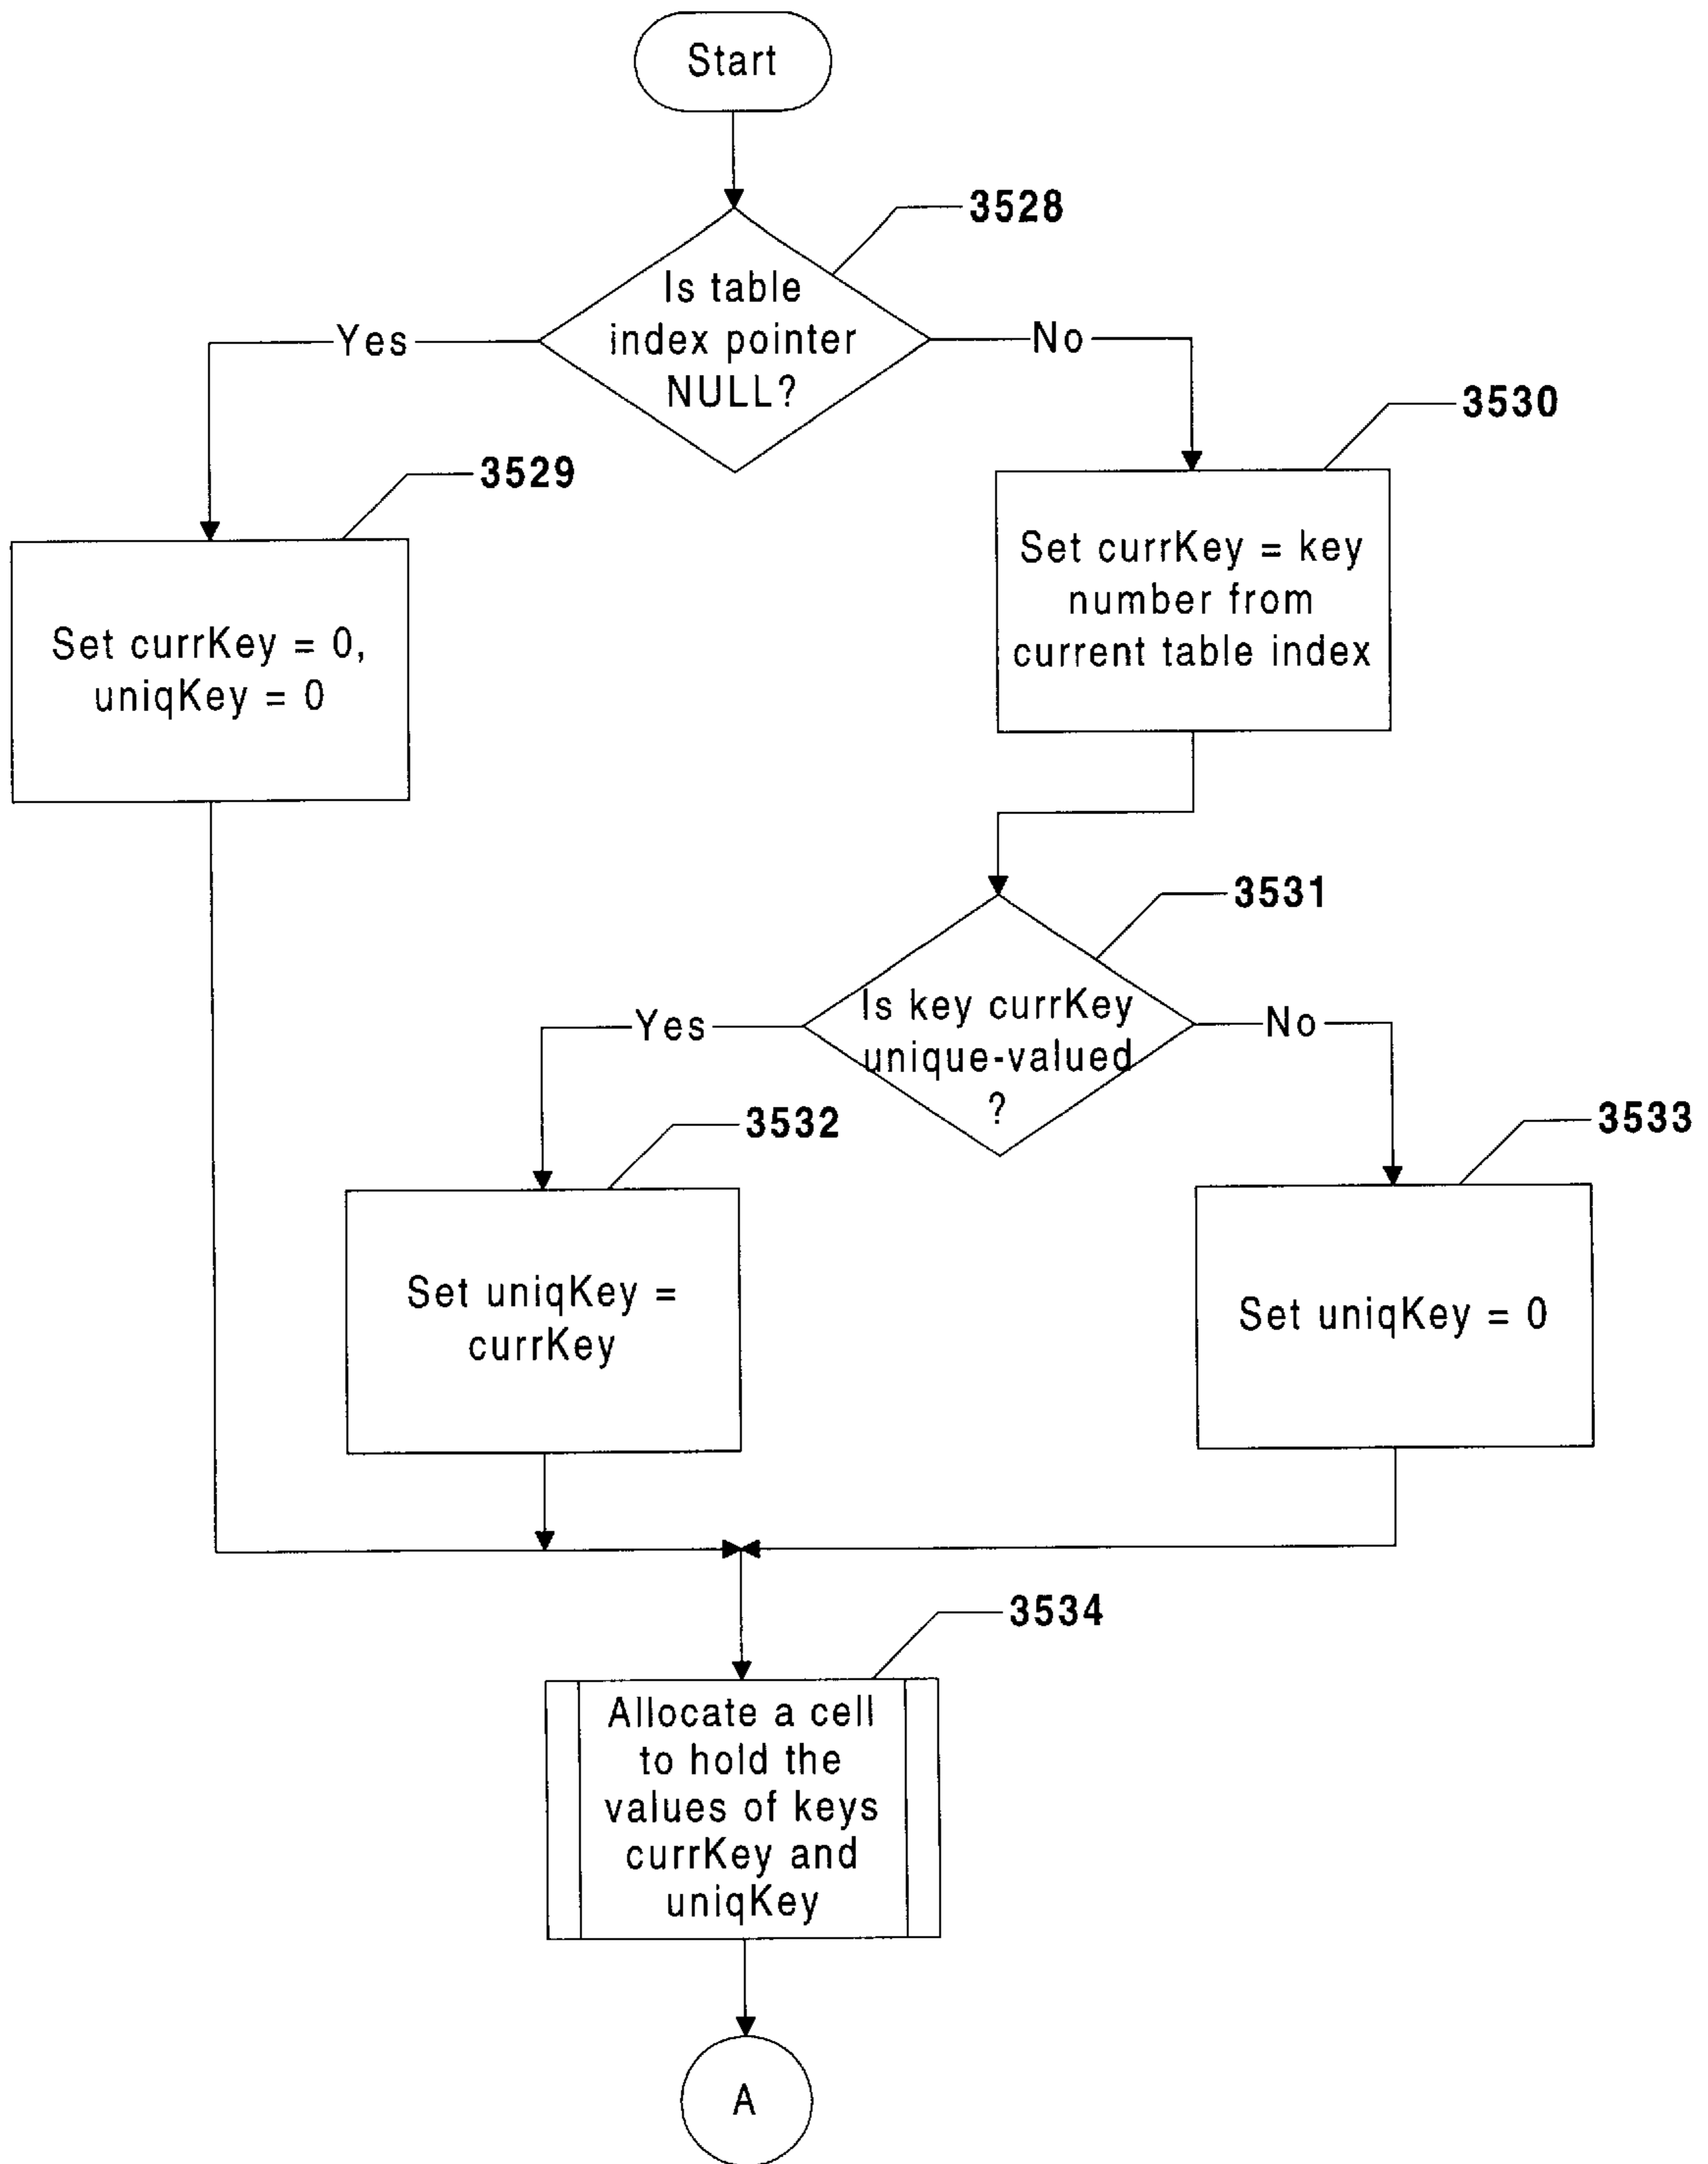 Start
3528
Is table
index pointer
NULL?
Yes
No
3530
3529
Set currKey = key
number from
current table index
Set currKey = 0,
uniqKey = 0
3531
Is key currKey
unique-valued
?
Yes
No
3532
3533
Set uniqKey =
currKey
Set uniqKey = 0
3534
Allocate a cell
to hold the
values of keys
currKey and
uniqKey
A